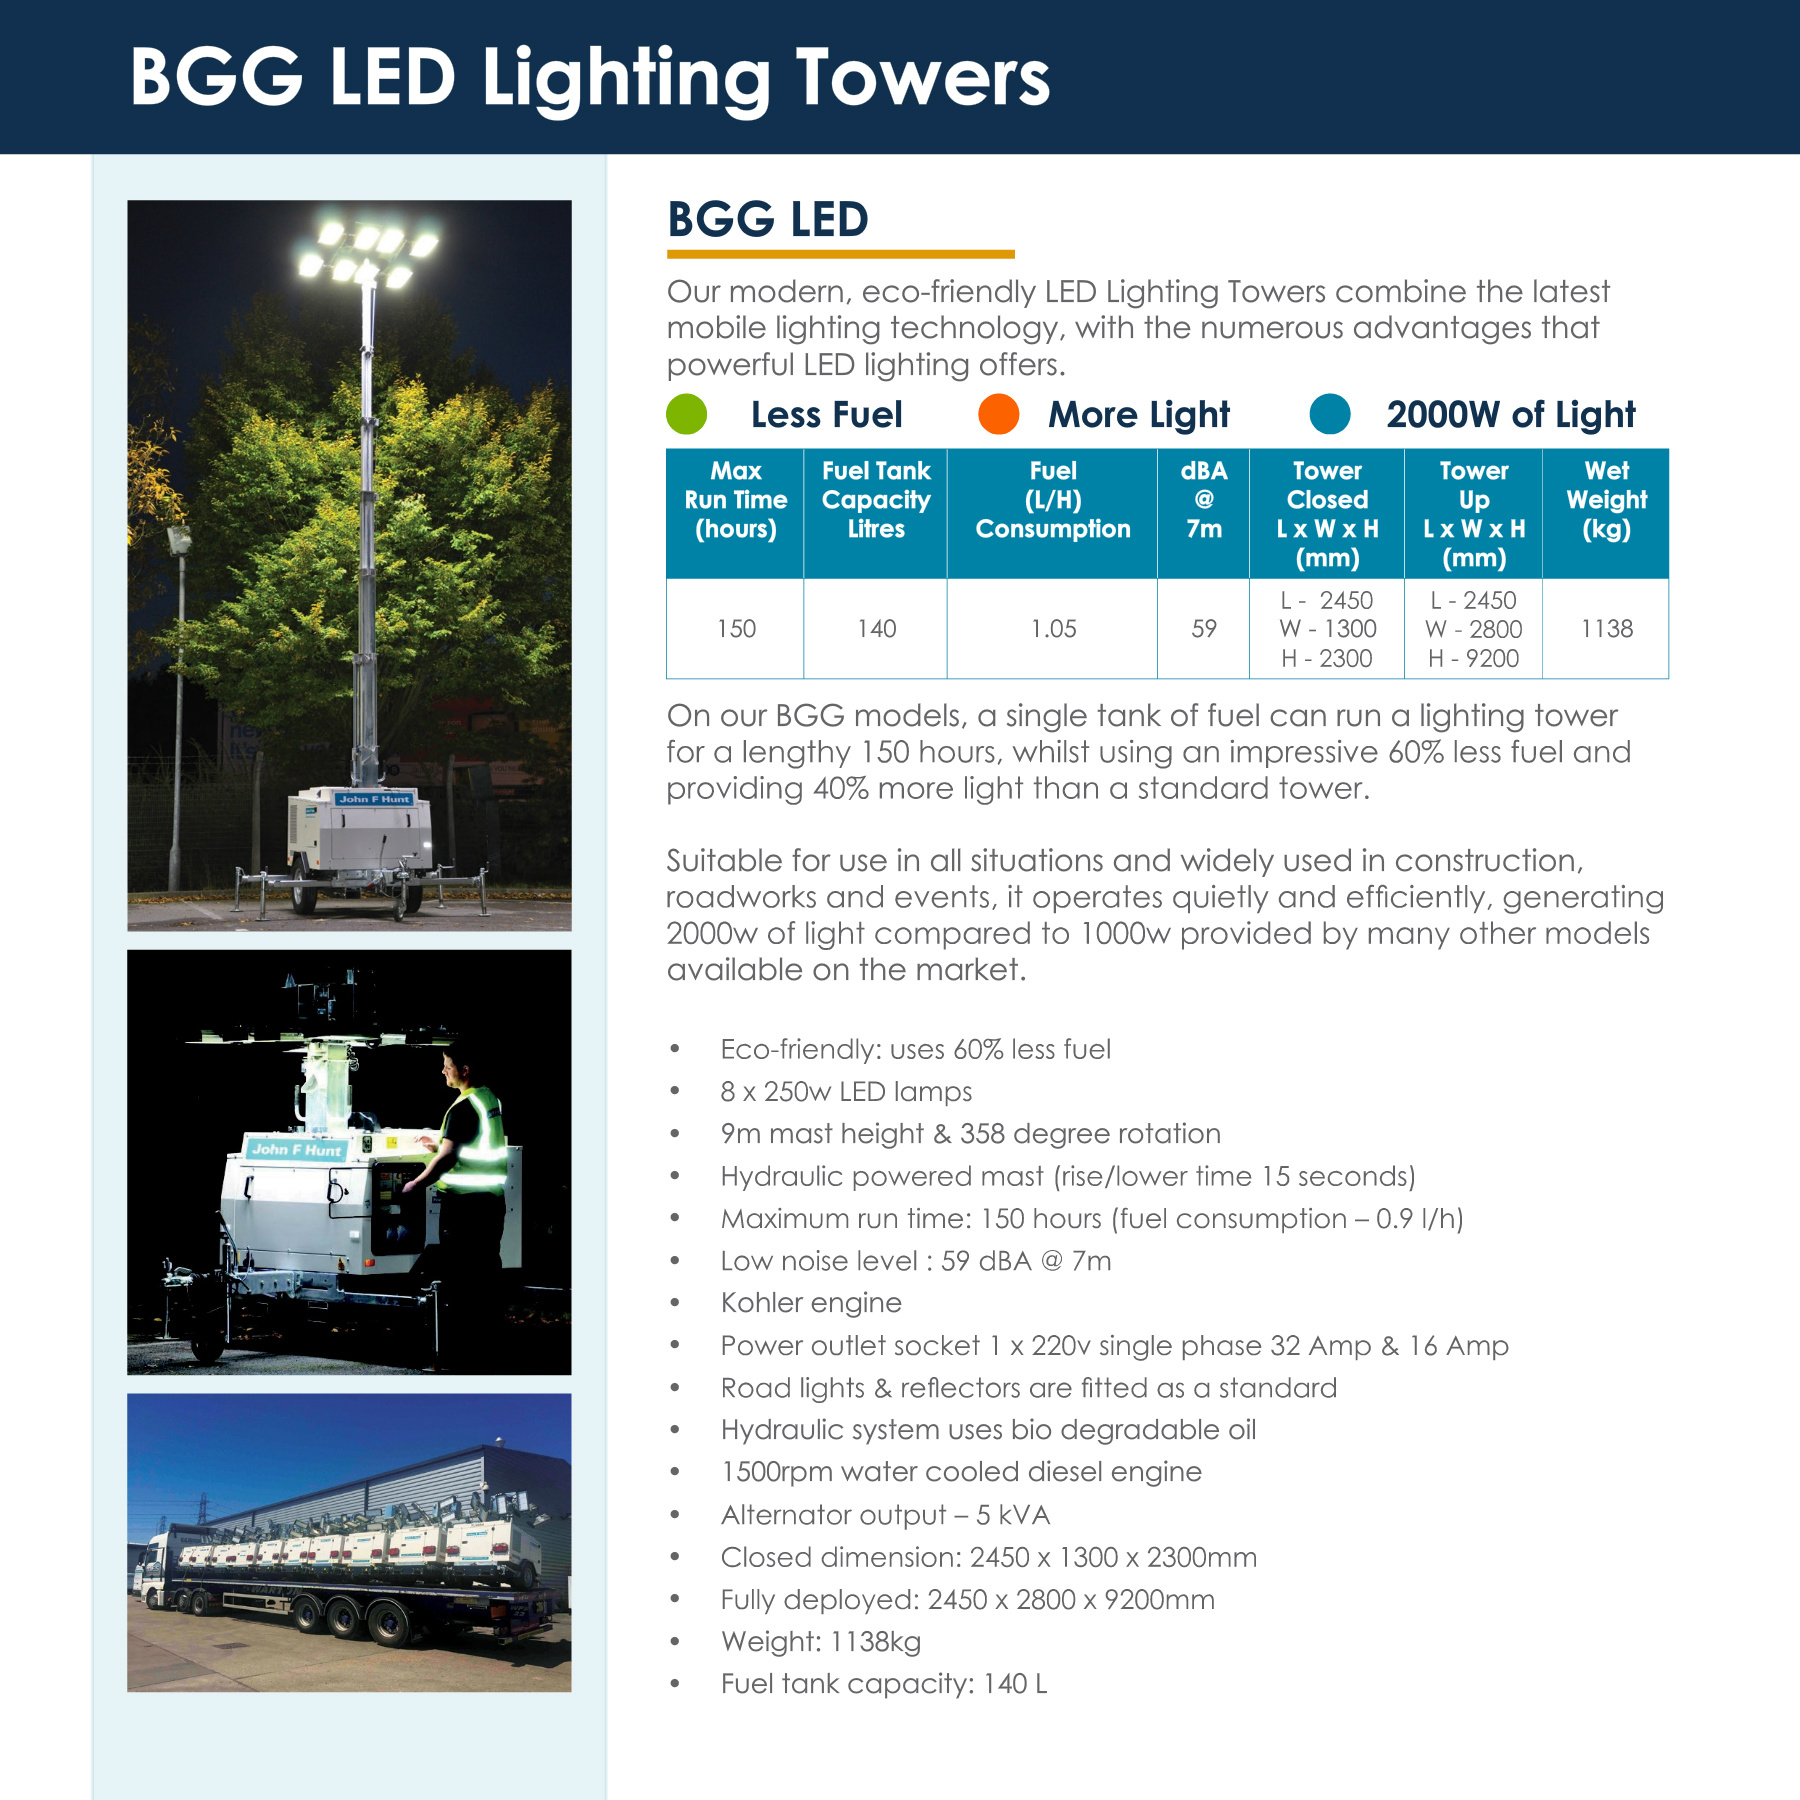 BGG LED Lighting Towers
John F Hunt
John F Hunt
BGG LED
Our modern, eco-friendly LED Lighting Towers combine the latest
mobile lighting technology, with the numerous advantages that
powerful LED lighting offers.
Less Fuel More Light 2000W of Light
Max Run Time (hours)
Fuel Tank Capacity Litres
Fuel (L/H) Consumption
dBA @ 7m
Tower Closed L x W x H (mm)
Tower Up L x W x H (mm)
Wet Weight (kg)
150
140
1.05
59
L - 2450
W - 1300
H - 2300
L - 2450
W - 2800
H - 9200
1138
On our BGG models, a single tank of fuel can run a lighting tower
for a lengthy 150 hours, whilst using an impressive 60% less fuel and
providing 40% more light than a standard tower.
Suitable for use in all situations and widely used in construction,
roadworks and events, it operates quietly and efficiently, generating
2000w of light compared to 1000w provided by many other models
available on the market.
• Eco-friendly: uses 60% less fuel
• 8 x 250w LED lamps
• 9m mast height & 358 degree rotation
• Hydraulic powered mast (rise/lower time 15 seconds)
• Maximum run time: 150 hours (fuel consumption – 0.9 l/h)
• Low noise level : 59 dBA @ 7m
• Kohler engine
• Power outlet socket 1 x 220v single phase 32 Amp & 16 Amp
• Road lights & reflectors are fitted as a standard
• Hydraulic system uses bio degradable oil
• 1500rpm water cooled diesel engine
• Alternator output – 5 kVA
• Closed dimension: 2450 x 1300 x 2300mm
• Fully deployed: 2450 x 2800 x 9200mm
• Weight: 1138kg
• Fuel tank capacity: 140 L